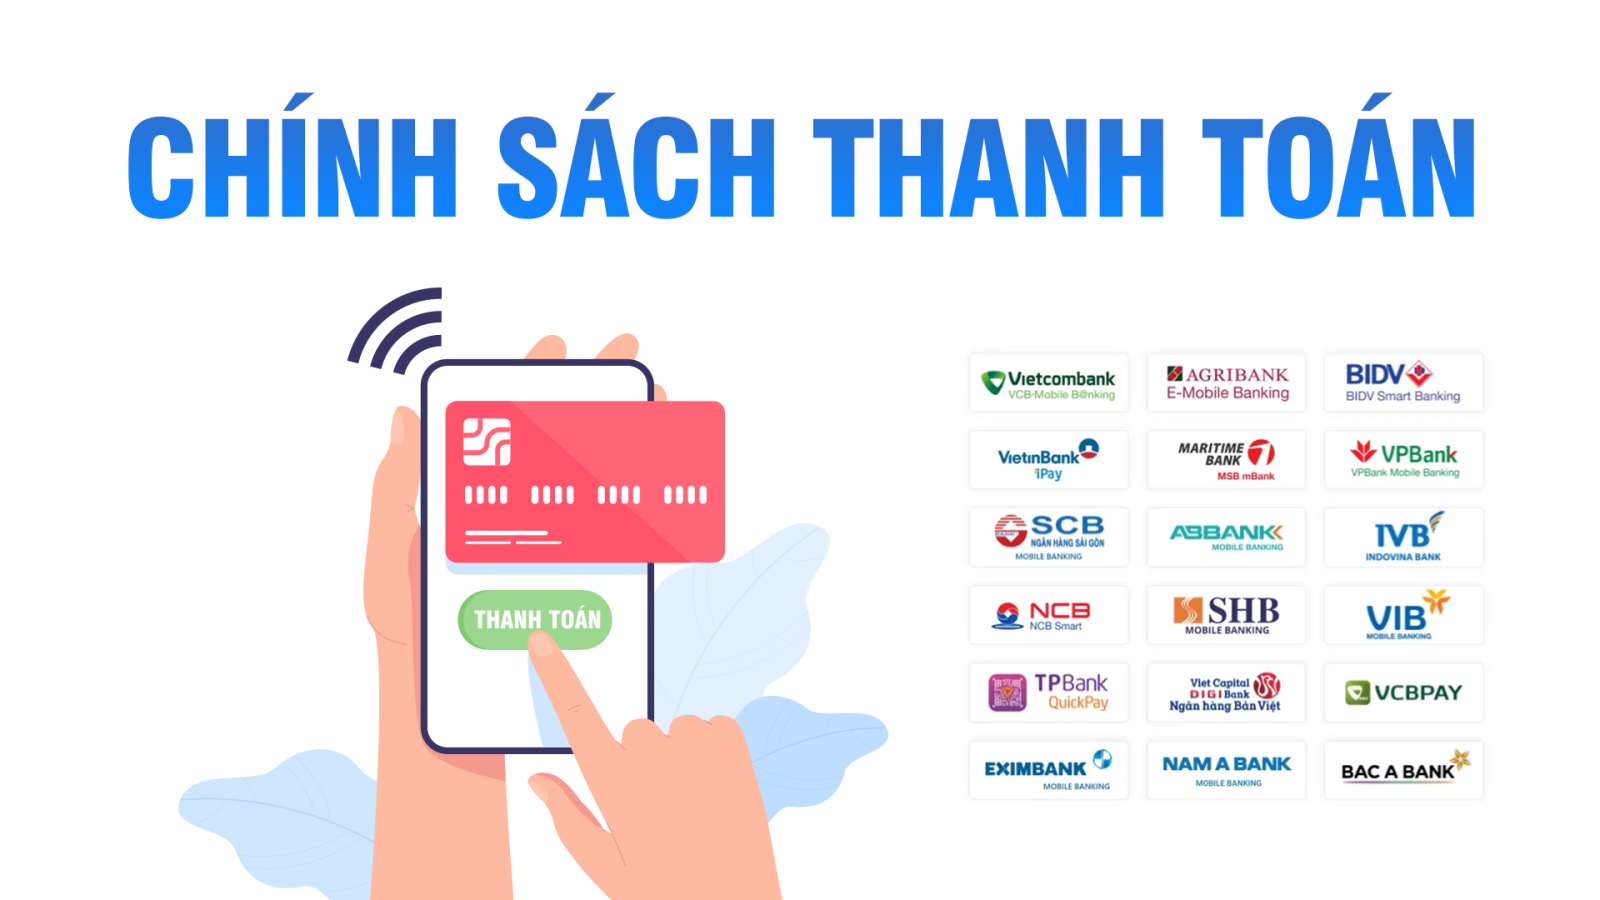 CHÍNH SÁCH THANH TOÁN
THANH TOÁN
Vietcombank
VCB-Mobile B@nking
AGRIBANK
E-Mobile Banking
BIDV
BIDV Smart Banking
VietinBank
iPay
MARITIME
BANK
MSB mBank
VPBank
VPBank Mobile Banking
SCB
NGÂN HÀNG SÀI GÒN
MOBILE BANKING
ABBANK
MOBILE BANKING
IVB
INDOVINA BANK
NCB
NCB Smart
SHB
MOBILE BANKING
VIB
MOBILE BANKING
TPBank
QuickPay
Viet Capital
DIGI Bank
Ngân hàng Bản Việt
VCBPAY
EXIMBANK
MOBILE BANKING
NAM A BANK
MOBILE BANKING
BAC A BANK